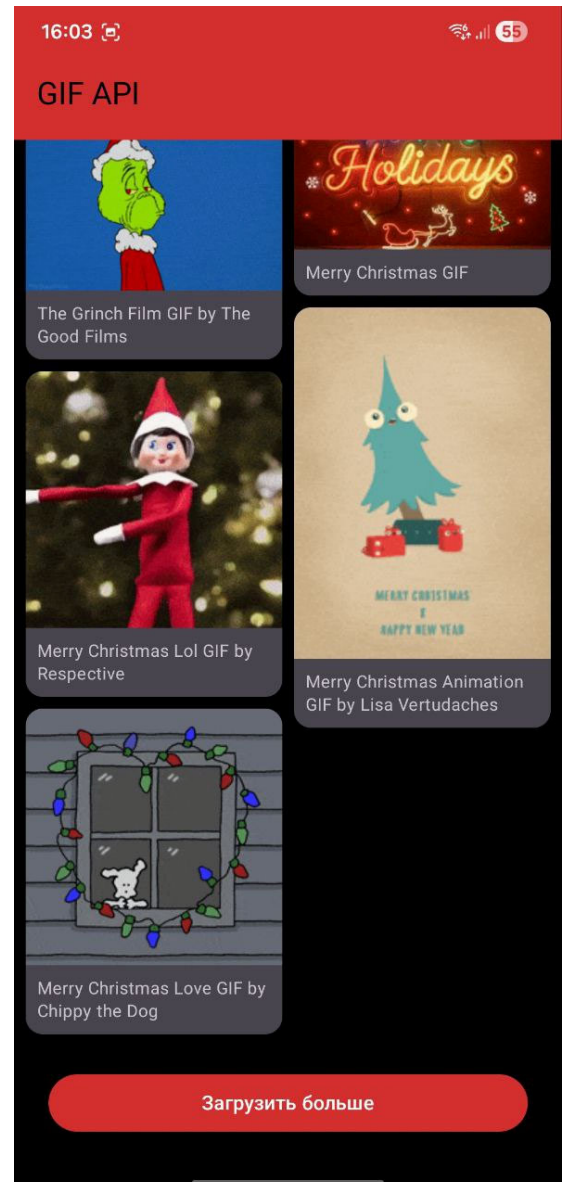 16:03
55
GIF API
Holidays
Merry Christmas GIF
The Grinch Film GIF by The
Good Films
MERRY CHRISTMAS
&
HAPPY NEW YEAR
Merry Christmas Lol GIF by
Respective
Merry Christmas Animation
GIF by Lisa Vertudaches
Merry Christmas Love GIF by
Chippy the Dog
Загрузить больше